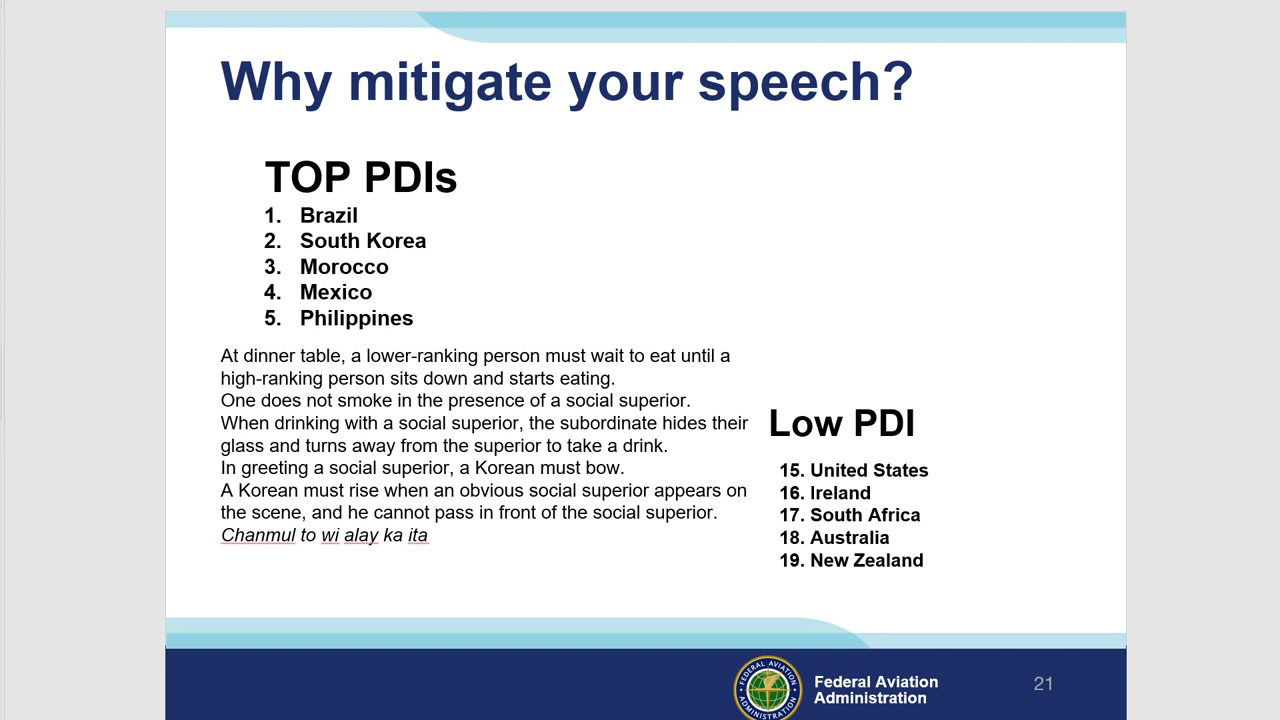 Why mitigate your speech?
TOP PDIs
1. Brazil
2. South Korea
3. Morocco
4. Mexico
5. Philippines
At dinner table, a lower-ranking person must wait to eat until a
high-ranking person sits down and starts eating.
One does not smoke in the presence of a social superior.
When drinking with a social superior, the subordinate hides their
glass and turns away from the superior to take a drink.
In greeting a social superior, a Korean must bow.
A Korean must rise when an obvious social superior appears on
the scene, and he cannot pass in front of the social superior.
Chanmul to wi alay ka ita
Low PDI
15. United States
16. Ireland
17. South Africa
18. Australia
19. New Zealand
FEDERAL AVIATION
ADMINISTRATION
Federal Aviation
Administration
21